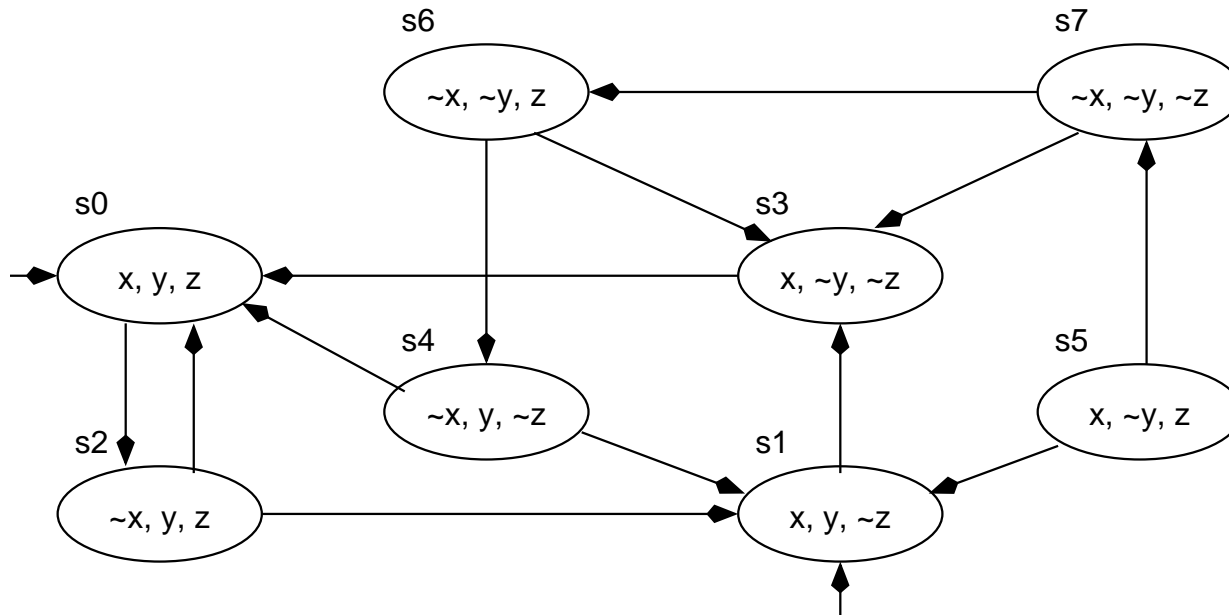 s6
s7
~x, ~y, z
~x, ~y, ~z
s0
s3
x, y, z
x, ~y, ~z
s4
s5
~x, y, ~z
x, ~y, z
s2
s1
~x, y, z
x, y, ~z